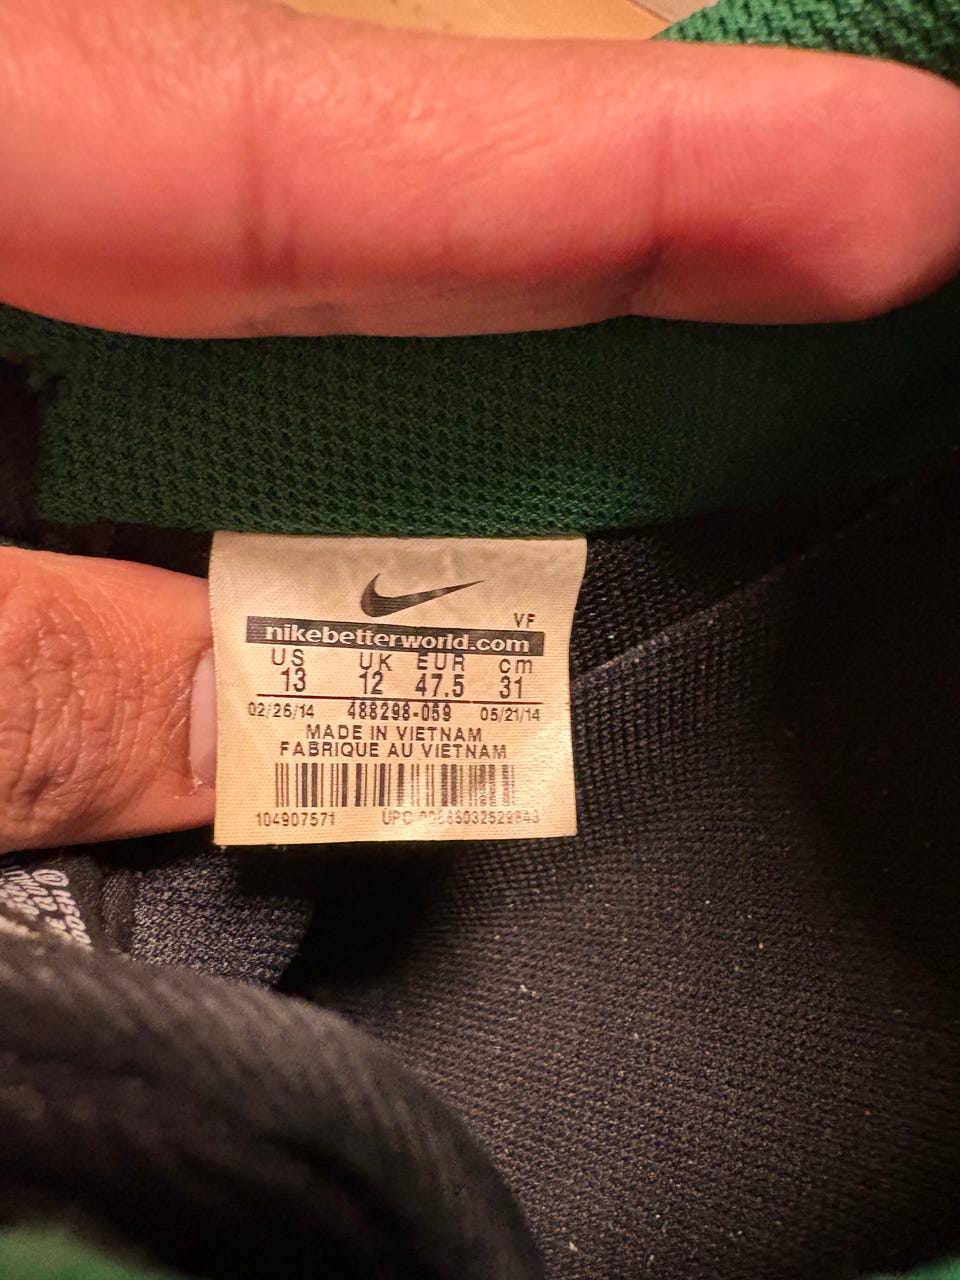 VF
nikebetterworld.com
US UK EUR cm
13 12 47.5 31
02/26/14 488298-059 05/21/14
MADE IN VIETNAM
FABRIQUE AU VIETNAM
104907571 UPC